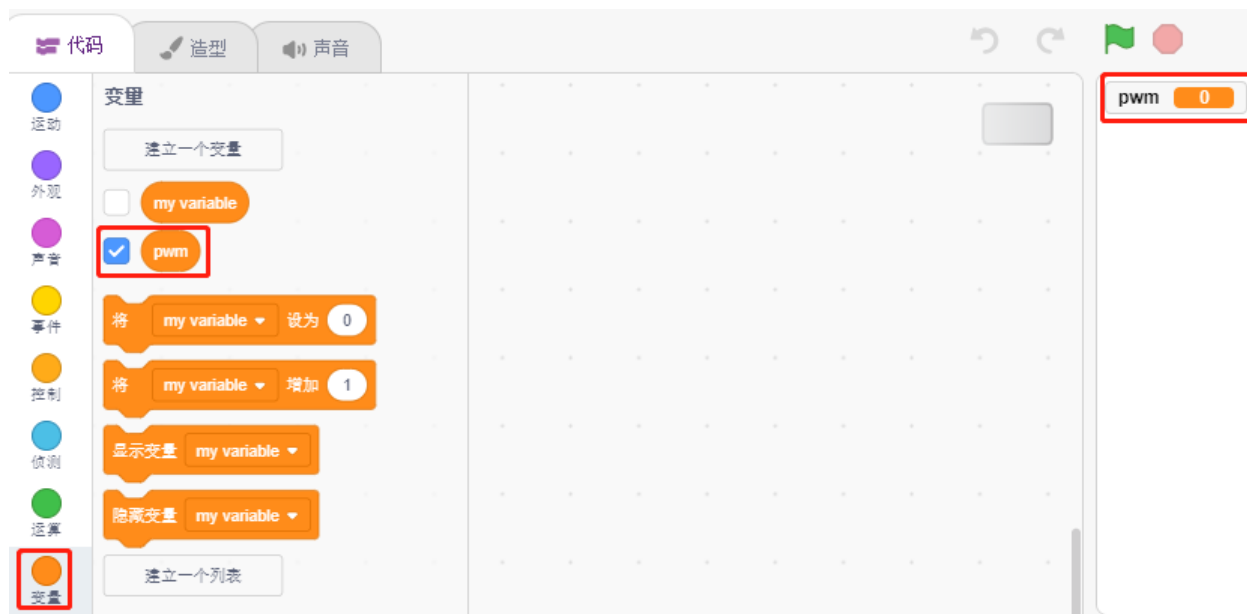 代码
造型
声音
运动
外观
声音
事件
控制
侦测
运算
变量
变量
建立一个变量
my variable
pwm
将 my variable 设为 0
将 my variable 增加 1
显示变量 my variable
隐藏变量 my variable
建立一个列表
pwm 0